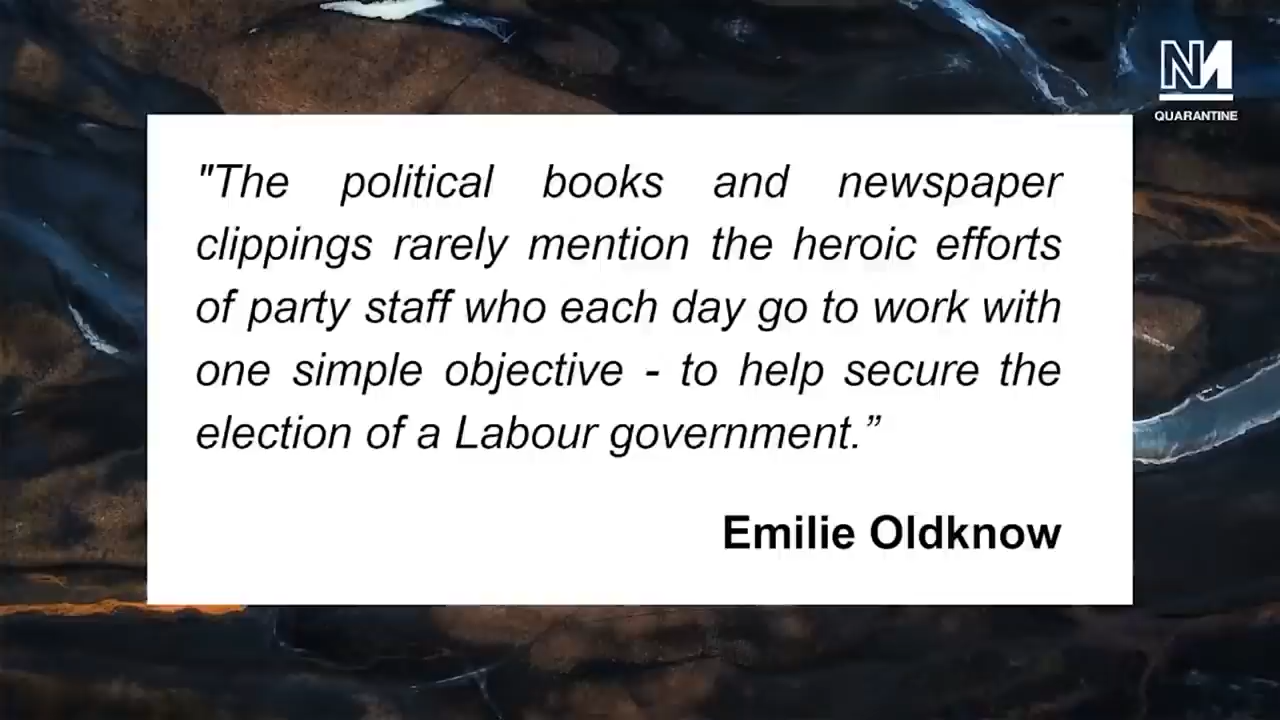 NM
QUARANTINE
"The political books and newspaper
clippings rarely mention the heroic efforts
of party staff who each day go to work with
one simple objective - to help secure the
election of a Labour government.”
Emilie Oldknow